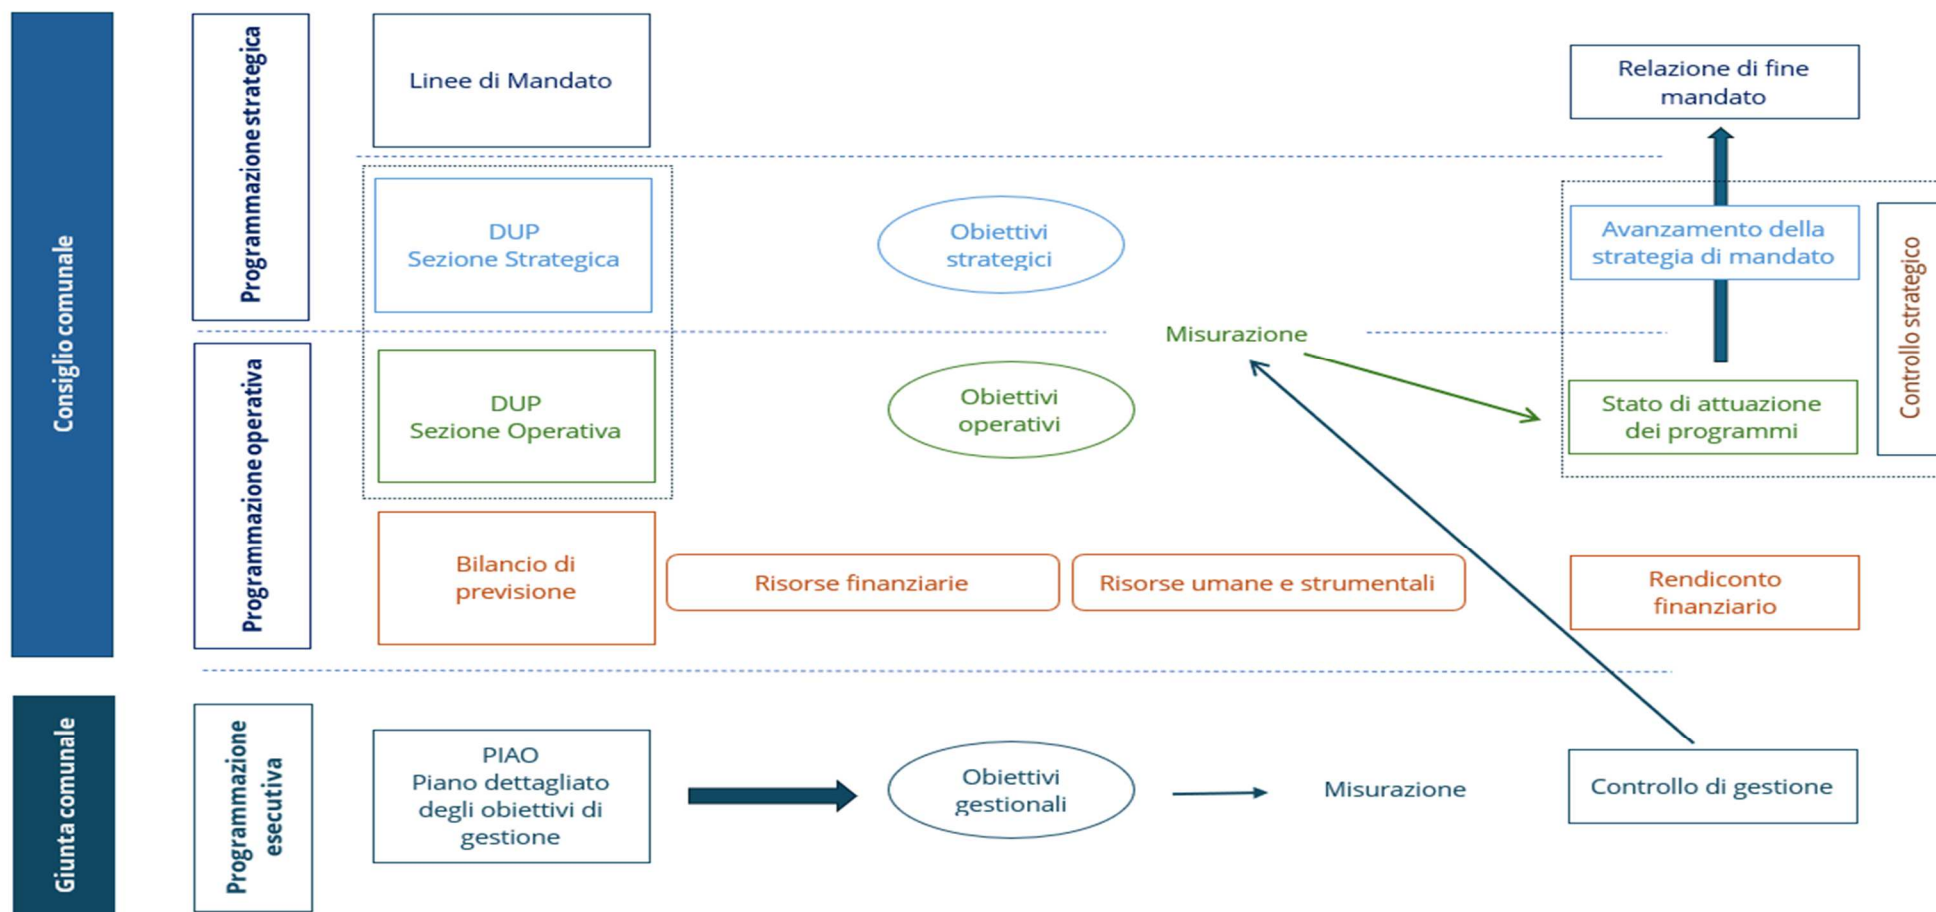 Consiglio comunale
Programmazione strategica
Linee di Mandato
Relazione di fine
mandato
DUP
Sezione Strategica
Obiettivi
strategici
Avanzamento della
strategia di mandato
Controllo strategico
Misurazione
Programmazione operativa
DUP
Sezione Operativa
Obiettivi
operativi
Stato di attuazione
dei programmi
Bilancio di
previsione
Risorse finanziarie
Risorse umane e strumentali
Rendiconto
finanziario
Giunta comunale
Programmazione
esecutiva
PIAO
Piano dettagliato
degli obiettivi di
gestione
Obiettivi
gestionali
Misurazione
Controllo di gestione